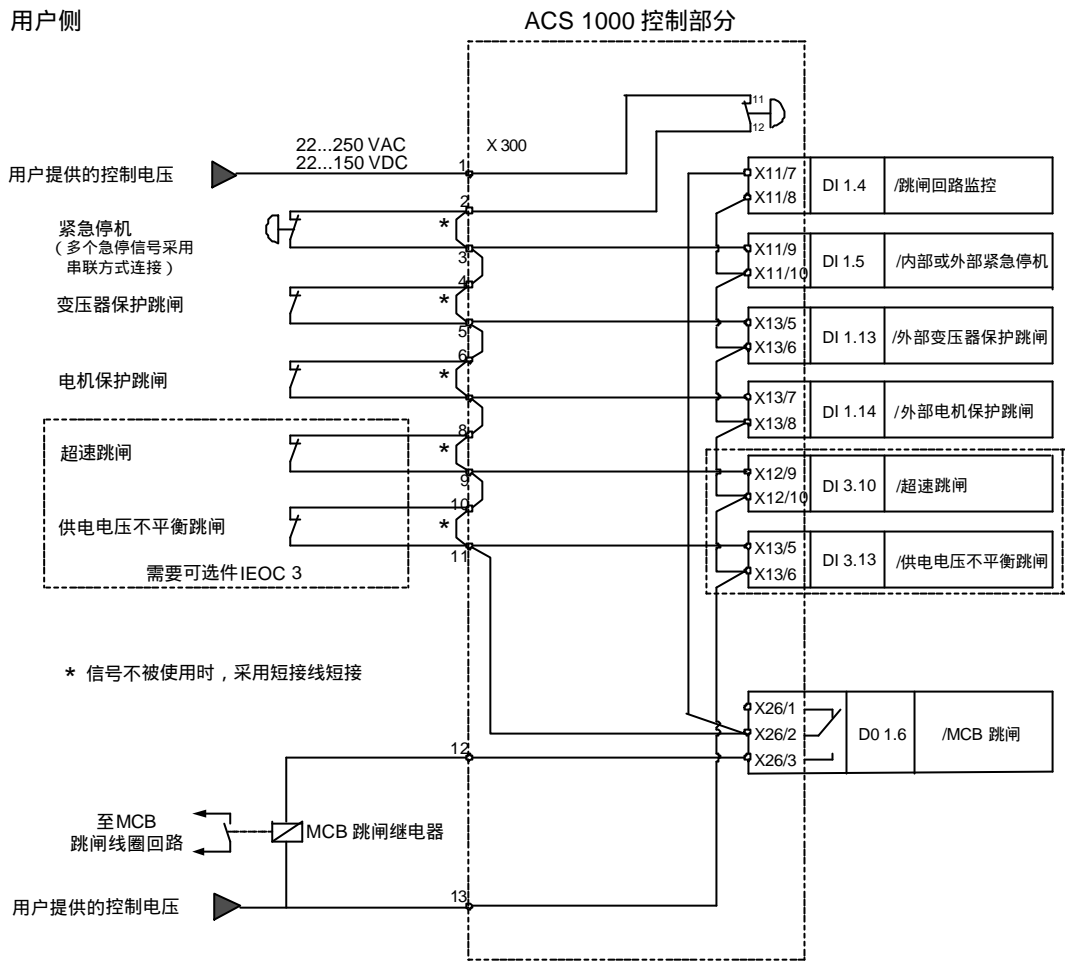 用户侧
ACS 1000 控制部分
11
12
22...250 VAC
22...150 VDC
X 300
用户提供的控制电压
1
X11/7
X11/8
DI 1.4
/跳闸回路监控
2
*
紧急停机
（多个急停信号采用
串联方式连接）
3
X11/9
X11/10
DI 1.5
/内部或外部紧急停机
4
*
变压器保护跳闸
5
X13/5
X13/6
DI 1.13
/外部变压器保护跳闸
6
*
电机保护跳闸
X13/7
X13/8
DI 1.14
/外部电机保护跳闸
8
*
超速跳闸
9
X12/9
X12/10
DI 3.10
/超速跳闸
10
*
供电电压不平衡跳闸
11
X13/5
X13/6
DI 3.13
/供电电压不平衡跳闸
需要可选件IEOC 3
* 信号不被使用时，采用短接线短接
X26/1
X26/2
X26/3
D0 1.6
/MCB 跳闸
12
至MCB
跳闸线圈回路
MCB 跳闸继电器
13
用户提供的控制电压